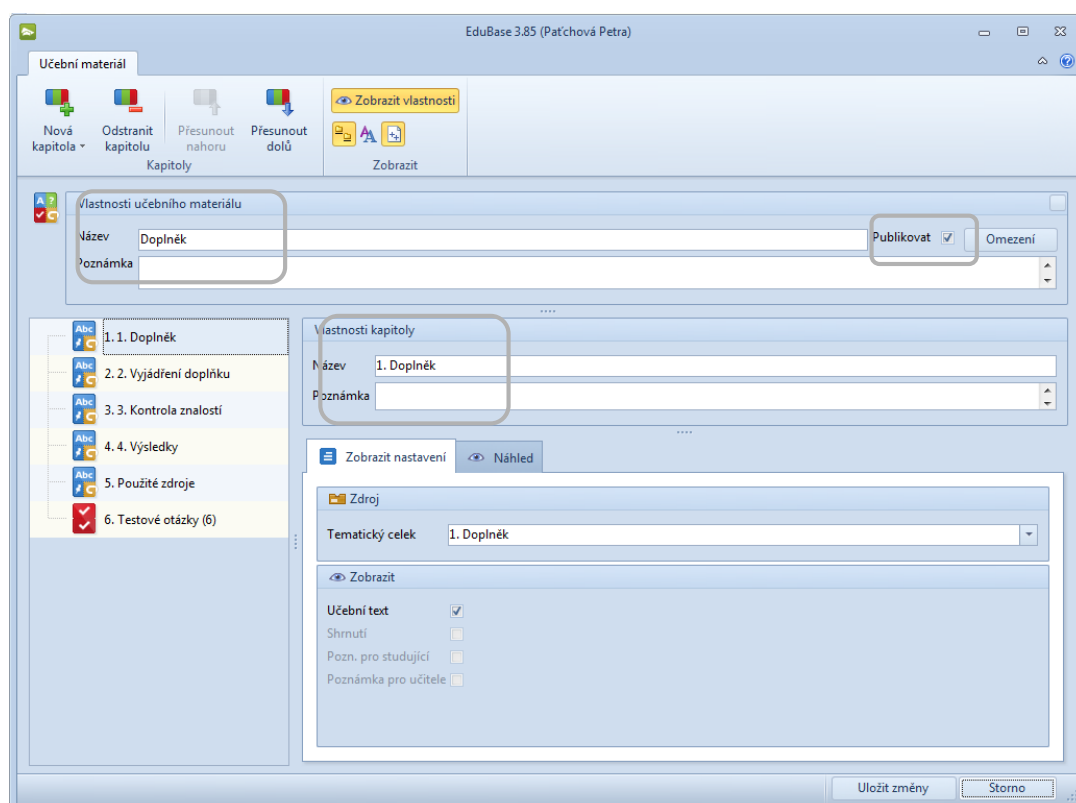 EduBase 3.85 (Paťchová Petra)
Učební materiál
Nová kapitola
Odstranit kapitolu
Přesunout nahoru
Přesunout dolů
Kapitoly
Zobrazit vlastnosti
Zobrazit
Vlastnosti učebního materiálu
Název Doplněk Publikovat Omezení
Poznámka
1. 1. Doplněk
2. 2. Vyjádření doplňku
3. 3. Kontrola znalostí
4. 4. Výsledky
5. Použité zdroje
6. Testové otázky (6)
Vlastnosti kapitoly
Název 1. Doplněk
Poznámka
Zobrazit nastavení Náhled
Zdroj
Tematický celek 1. Doplněk
Zobrazit
Učební text
Shrnutí
Pozn. pro studující
Poznámka pro učitele
Uložit změny Storno